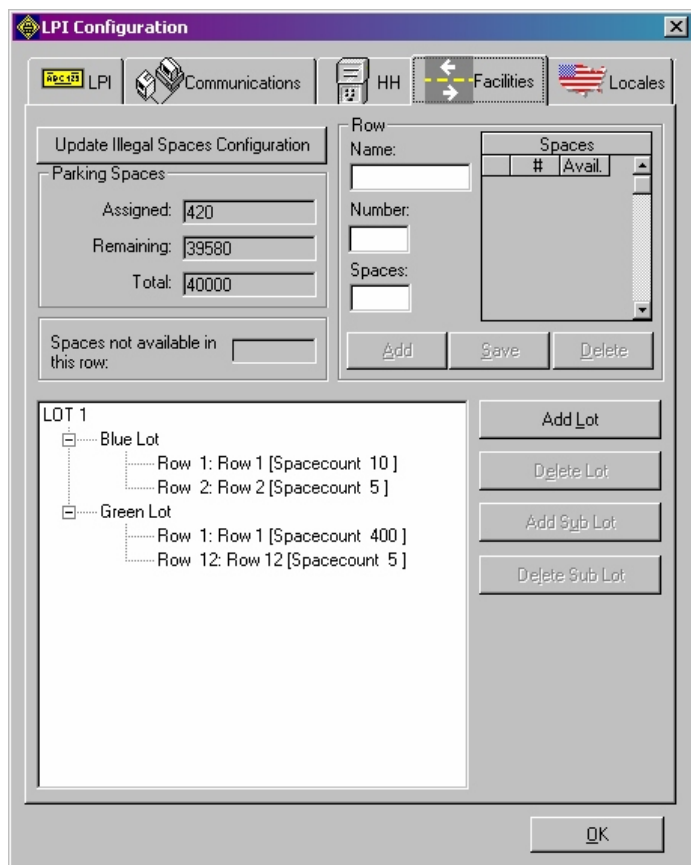 LPI Configuration
ABC 123 LPI
Communications
HH
Facilities
Locales
Update Illegal Spaces Configuration
Parking Spaces
Assigned: 420
Remaining: 39580
Total: 40000
Spaces not available in
this row:
Row
Name:
Number:
Spaces:
Spaces
# Avail.
Add
Save
Delete
LOT 1
Blue Lot
Row 1: Row 1 [Spacecount 10 ]
Row 2: Row 2 [Spacecount 5 ]
Green Lot
Row 1: Row 1 [Spacecount 400 ]
Row 12: Row 12 [Spacecount 5 ]
Add Lot
Delete Lot
Add Sub Lot
Delete Sub Lot
OK